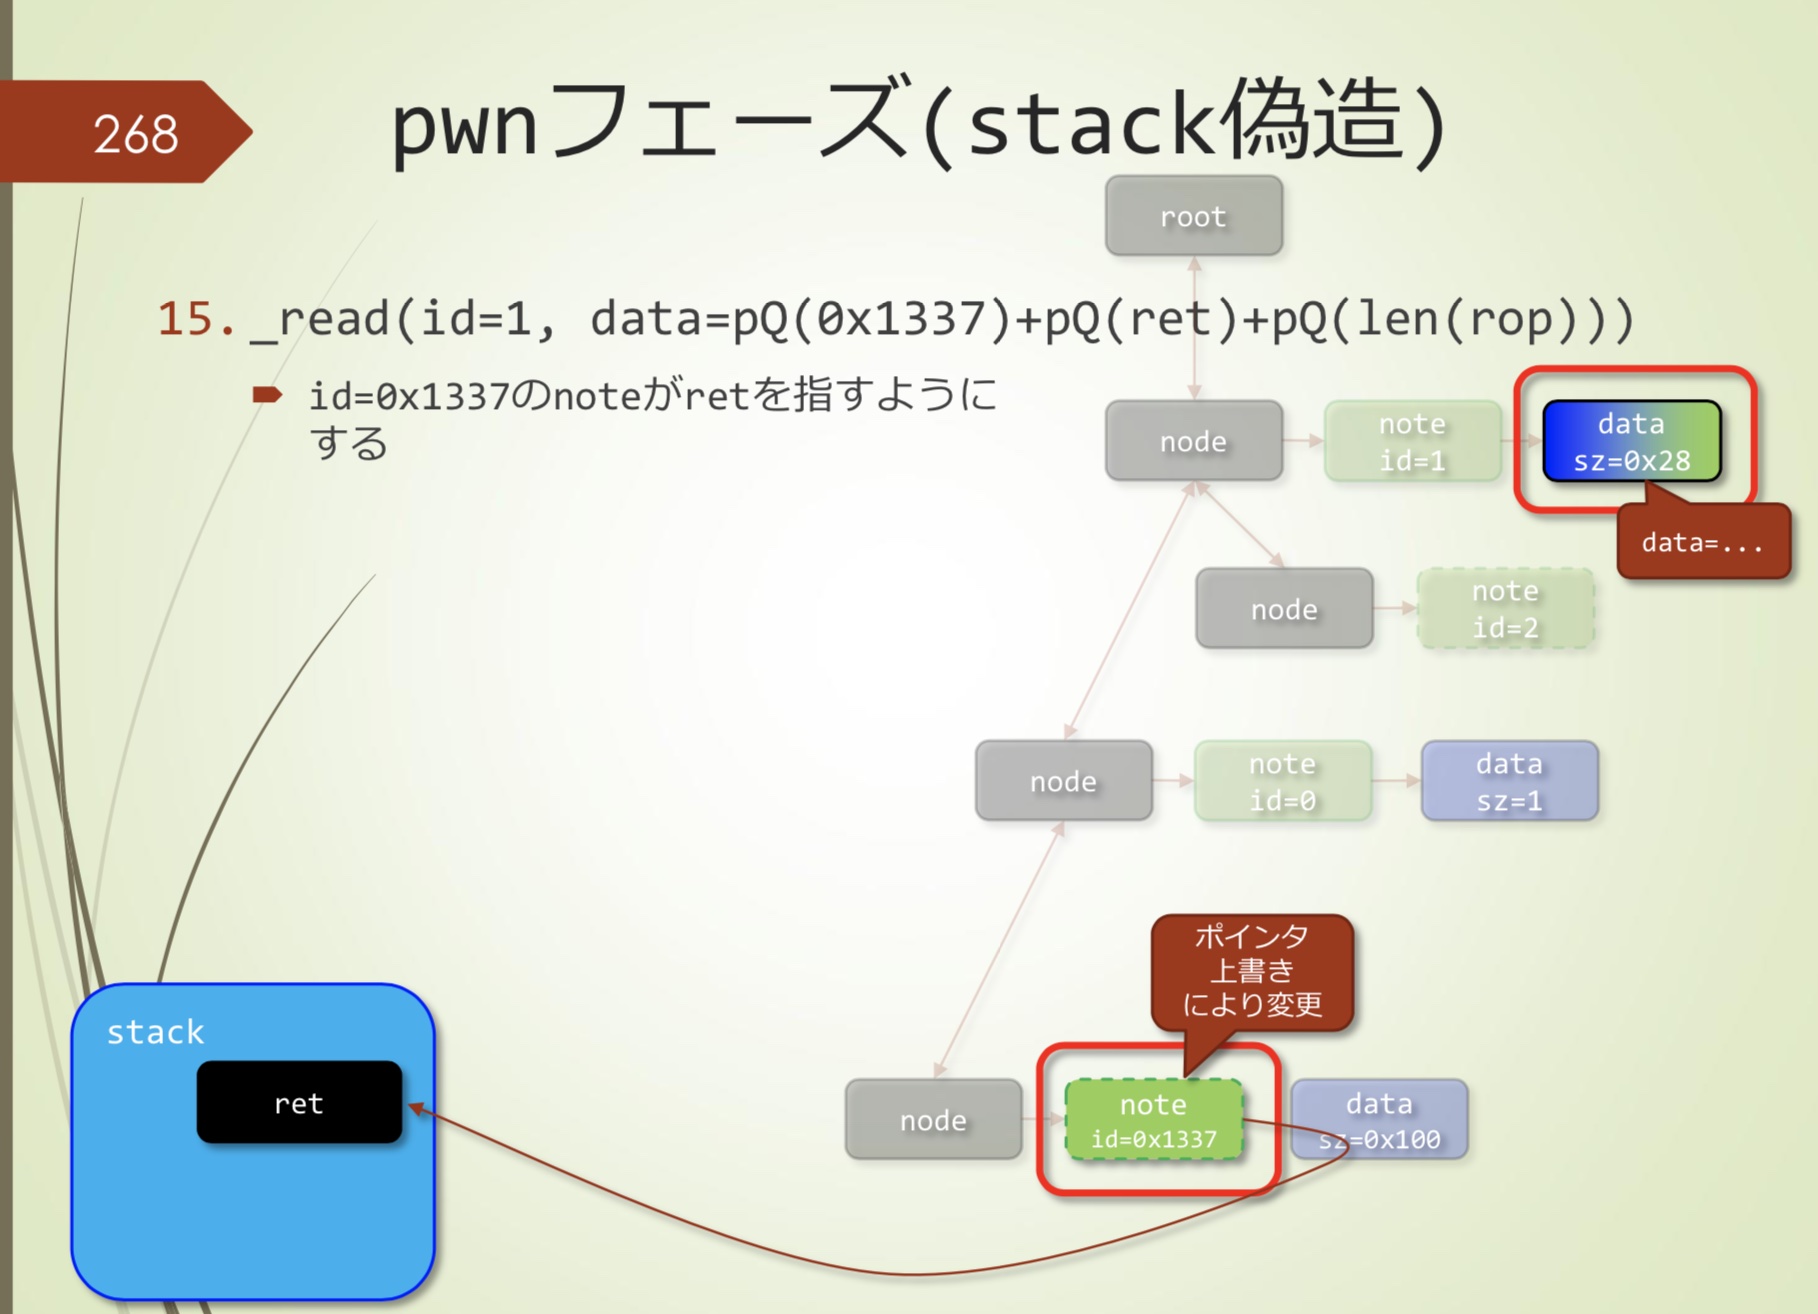 268
pwnフェーズ(stack偽造)
root
15. _read(id=1, data=pQ(0x1337)+pQ(ret)+pQ(len(rop)))
id=0x1337のnoteがretを指すように
する
node
note
id=1
data
sz=0x28
data=...
node
note
id=2
node
note
id=0
data
sz=1
ポインタ
上書き
により変更
stack
ret
node
note
id=0x1337
data
sz=0x100